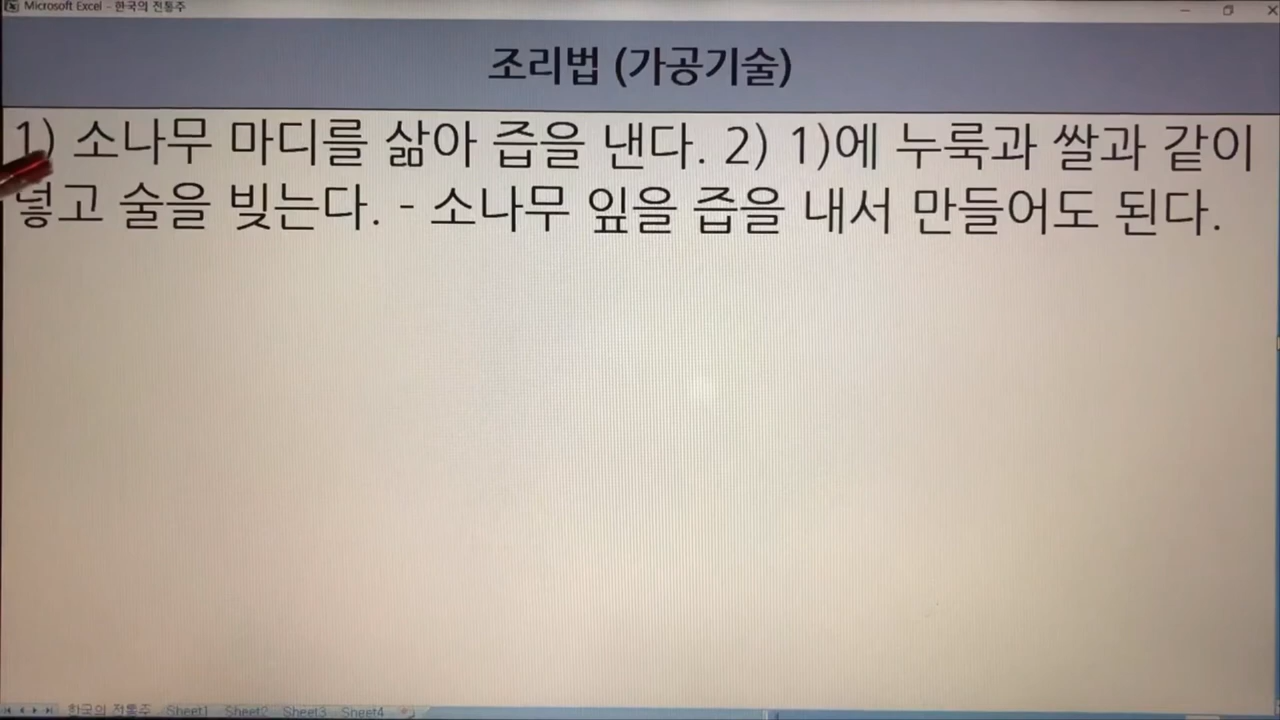 Microsoft Excel - 한국의 전통주
조리법 (가공기술)
1) 소나무 마디를 삶아 즙을 낸다. 2) 1)에 누룩과 쌀과 같이
넣고 술을 빚는다. - 소나무 잎을 즙을 내서 만들어도 된다.
한국의 전통주 Sheet1 Sheet2 Sheet3 Sheet4